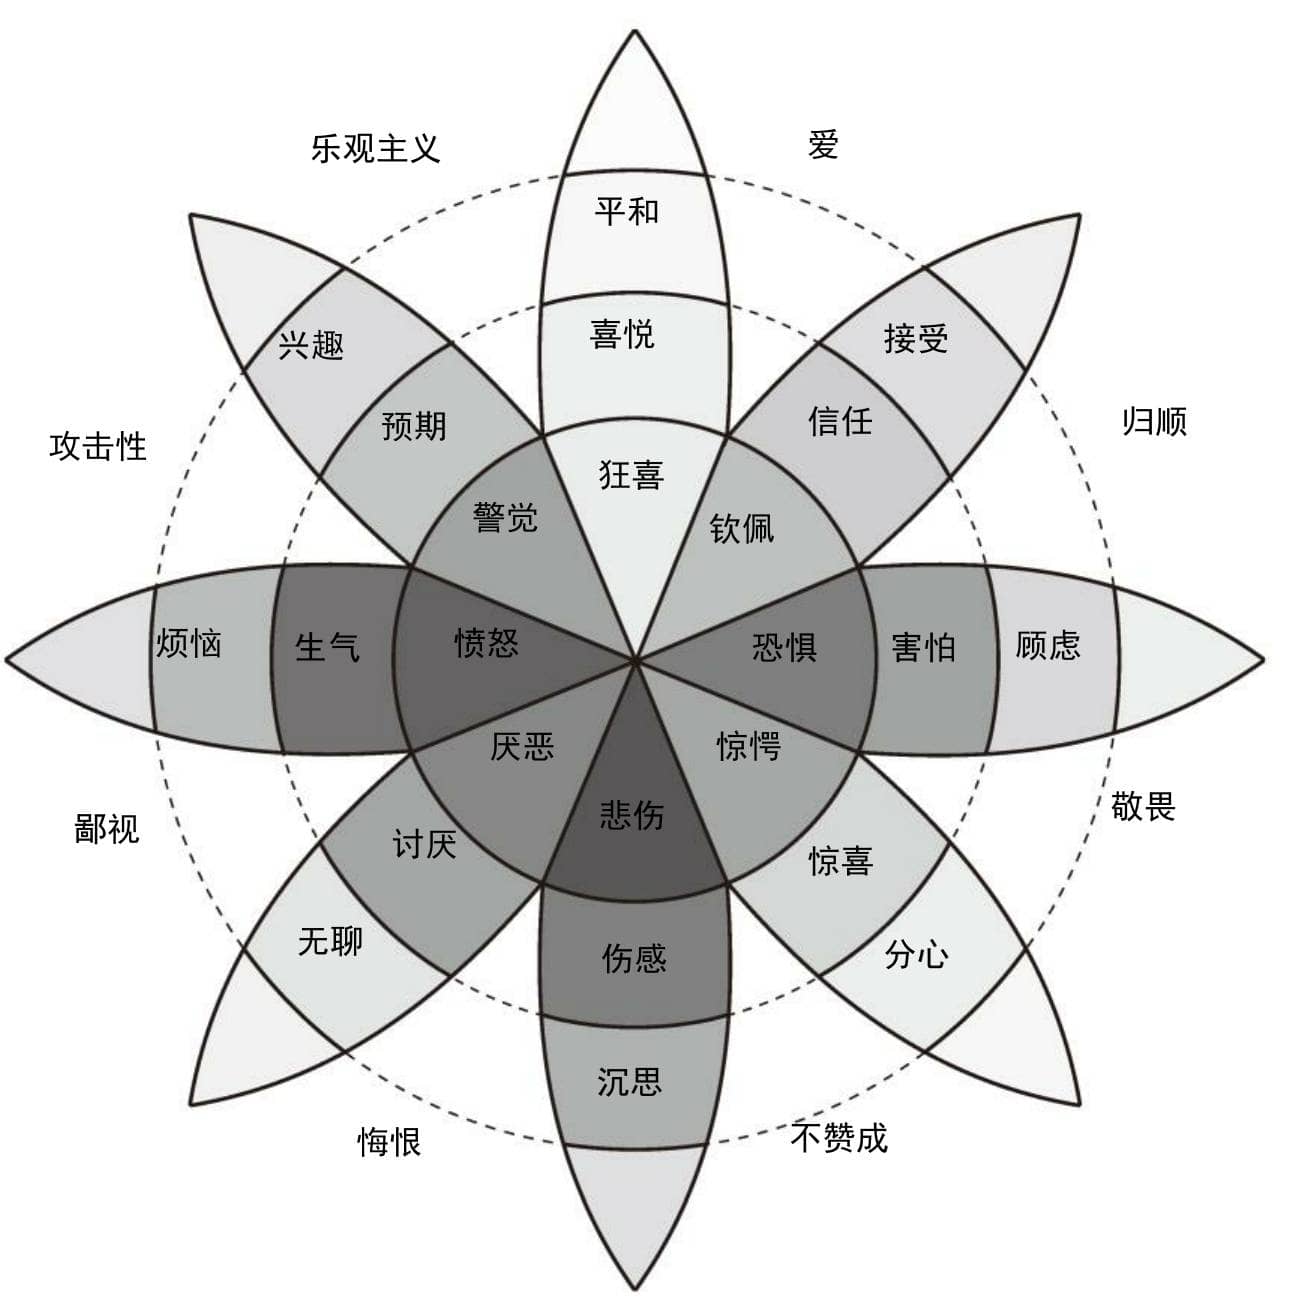 乐观主义
爱
平和
喜悦
兴趣
接受
预期
信任
归顺
攻击性
狂喜
警觉
钦佩
烦恼
生气
愤怒
恐惧
害怕
顾虑
厌恶
惊愕
鄙视
敬畏
悲伤
讨厌
惊喜
无聊
分心
伤感
沉思
悔恨
不赞成